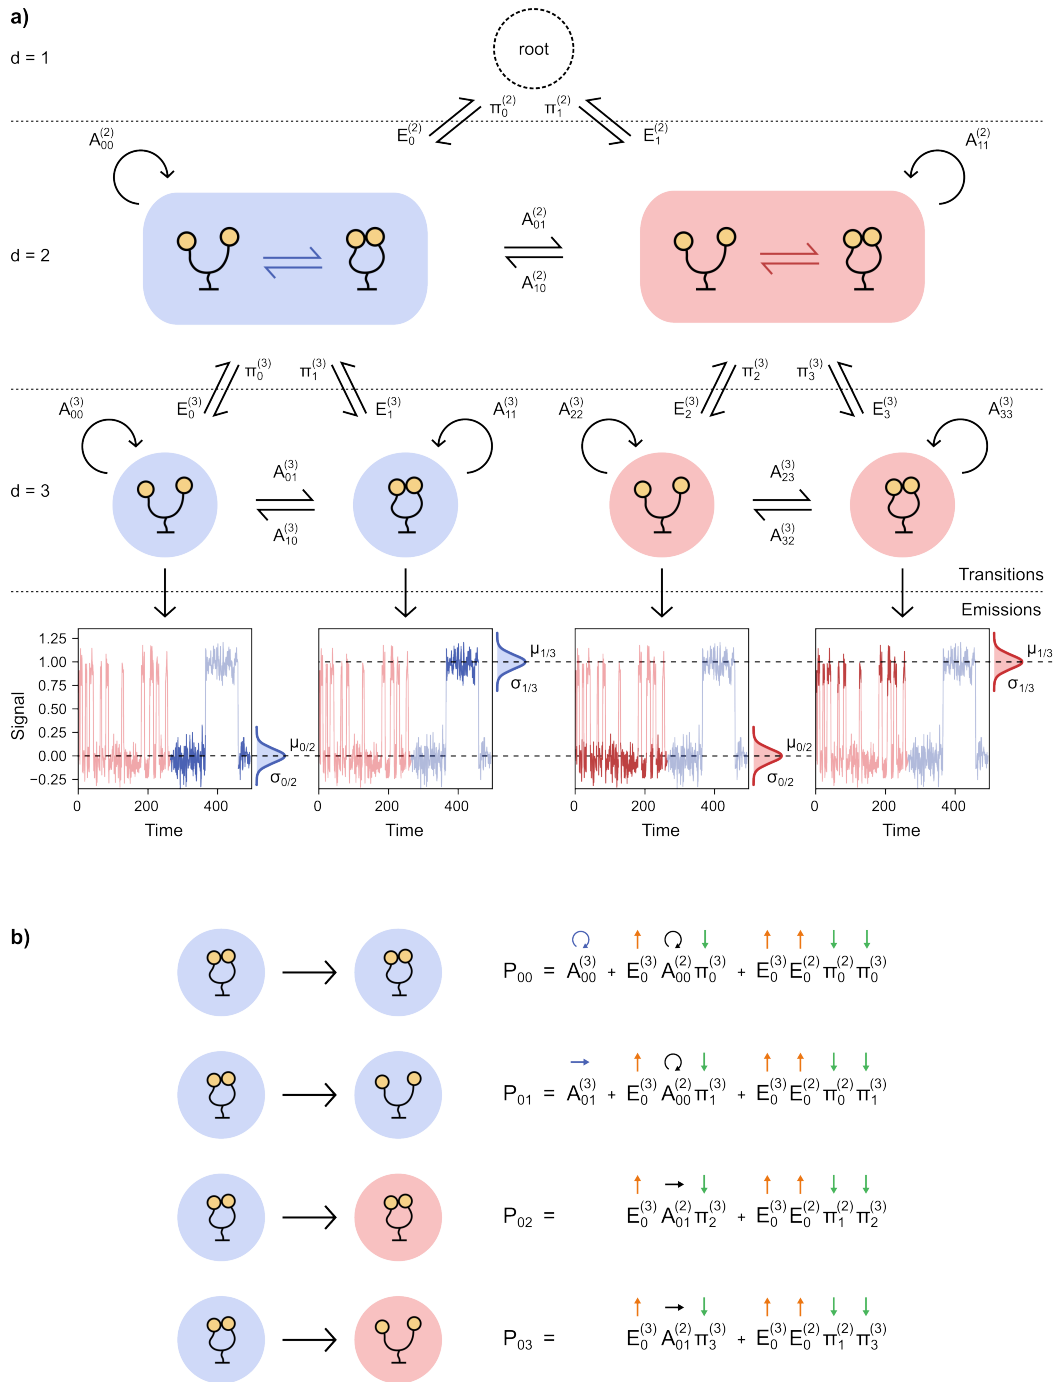 a)
d = 1
root
π₀⁽²⁾ π₁⁽²⁾
E₀⁽²⁾ E₁⁽²⁾
A₀₀⁽²⁾ A₁₁⁽²⁾
A₀₁⁽²⁾
d = 2
A₁₀⁽²⁾
π₀⁽³⁾ π₁⁽³⁾ π₂⁽³⁾ π₃⁽³⁾
A₀₀⁽³⁾ E₀⁽³⁾ E₁⁽³⁾ A₁₁⁽³⁾ A₂₂⁽³⁾ E₂⁽³⁾ E₃⁽³⁾ A₃₃⁽³⁾
A₀₁⁽³⁾ A₂₃⁽³⁾
d = 3
A₁₀⁽³⁾ A₃₂⁽³⁾
Transitions
Emissions
Signal
1.25
1.00
0.75
0.50
0.25
0.00
−0.25
μ₀/₂
σ₀/₂
0 200 400
Time
μ₁/₃
σ₁/₃
0 200 400
Time
μ₀/₂
σ₀/₂
0 200 400
Time
μ₁/₃
σ₁/₃
0 200 400
Time
b)
P₀₀ = A₀₀⁽³⁾ + E₀⁽³⁾ A₀₀⁽²⁾ π₀⁽³⁾ + E₀⁽³⁾ E₀⁽²⁾ π₀⁽²⁾ π₀⁽³⁾
P₀₁ = A₀₁⁽³⁾ + E₀⁽³⁾ A₀₀⁽²⁾ π₁⁽³⁾ + E₀⁽³⁾ E₀⁽²⁾ π₀⁽²⁾ π₁⁽³⁾
P₀₂ = E₀⁽³⁾ A₀₁⁽²⁾ π₂⁽³⁾ + E₀⁽³⁾ E₀⁽²⁾ π₁⁽²⁾ π₂⁽³⁾
P₀₃ = E₀⁽³⁾ A₀₁⁽²⁾ π₃⁽³⁾ + E₀⁽³⁾ E₀⁽²⁾ π₁⁽²⁾ π₃⁽³⁾